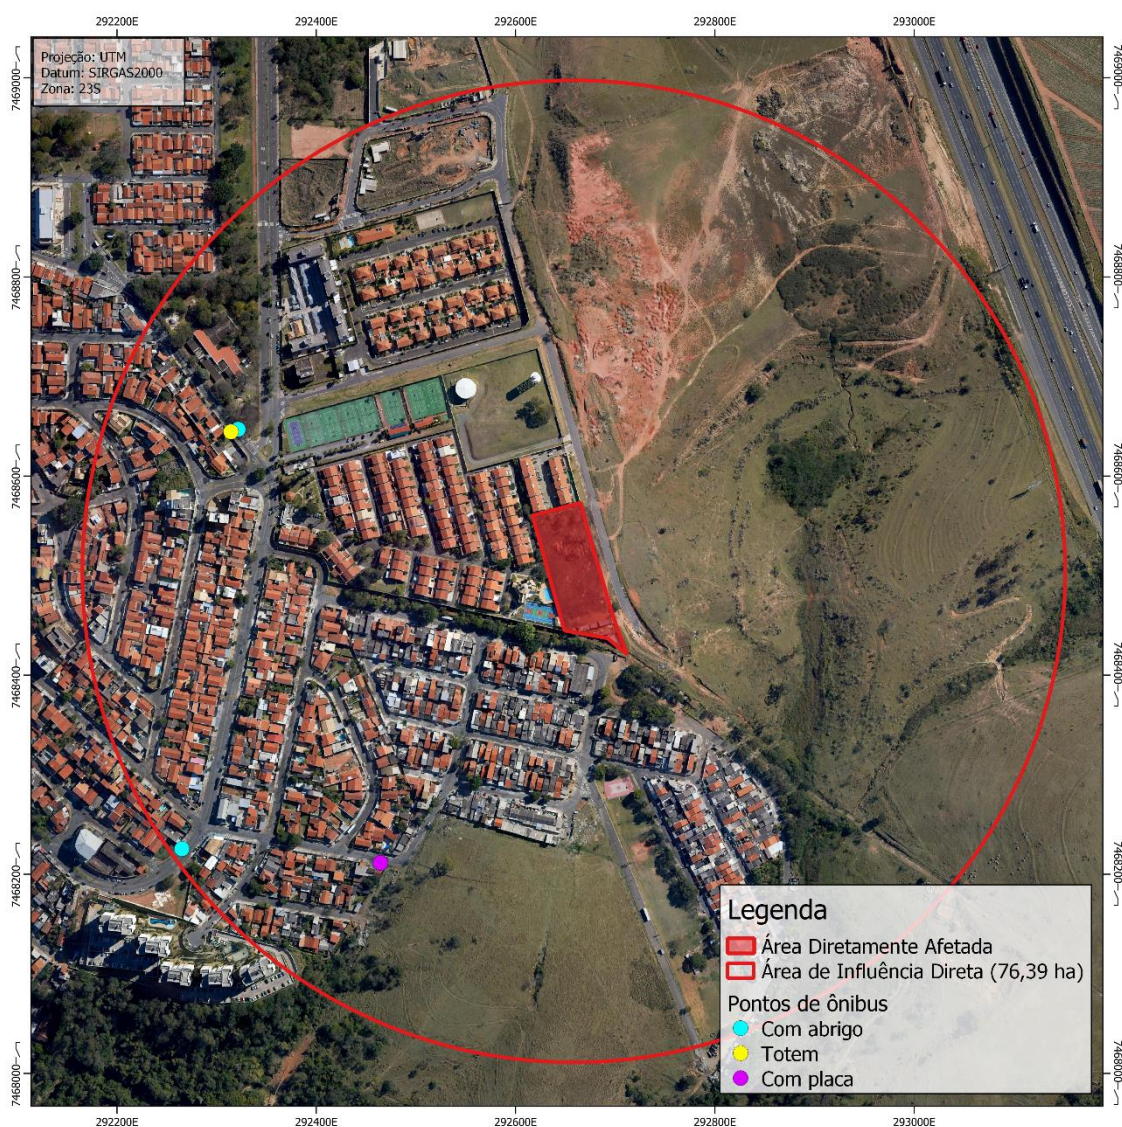 292200E 292400E 292600E 292800E 293000E
Projeção: UTM
Datum: SIRGAS2000
Zona: 23S
7469000 7469000
7468800 7468800
7468600 7468600
7468400 7468400
7468200 7468200
7468000 7468000
Legenda
Área Diretamente Afetada
Área de Influência Direta (76,39 ha)
Pontos de ônibus
Com abrigo
Totem
Com placa
292200E 292400E 292600E 292800E 293000E